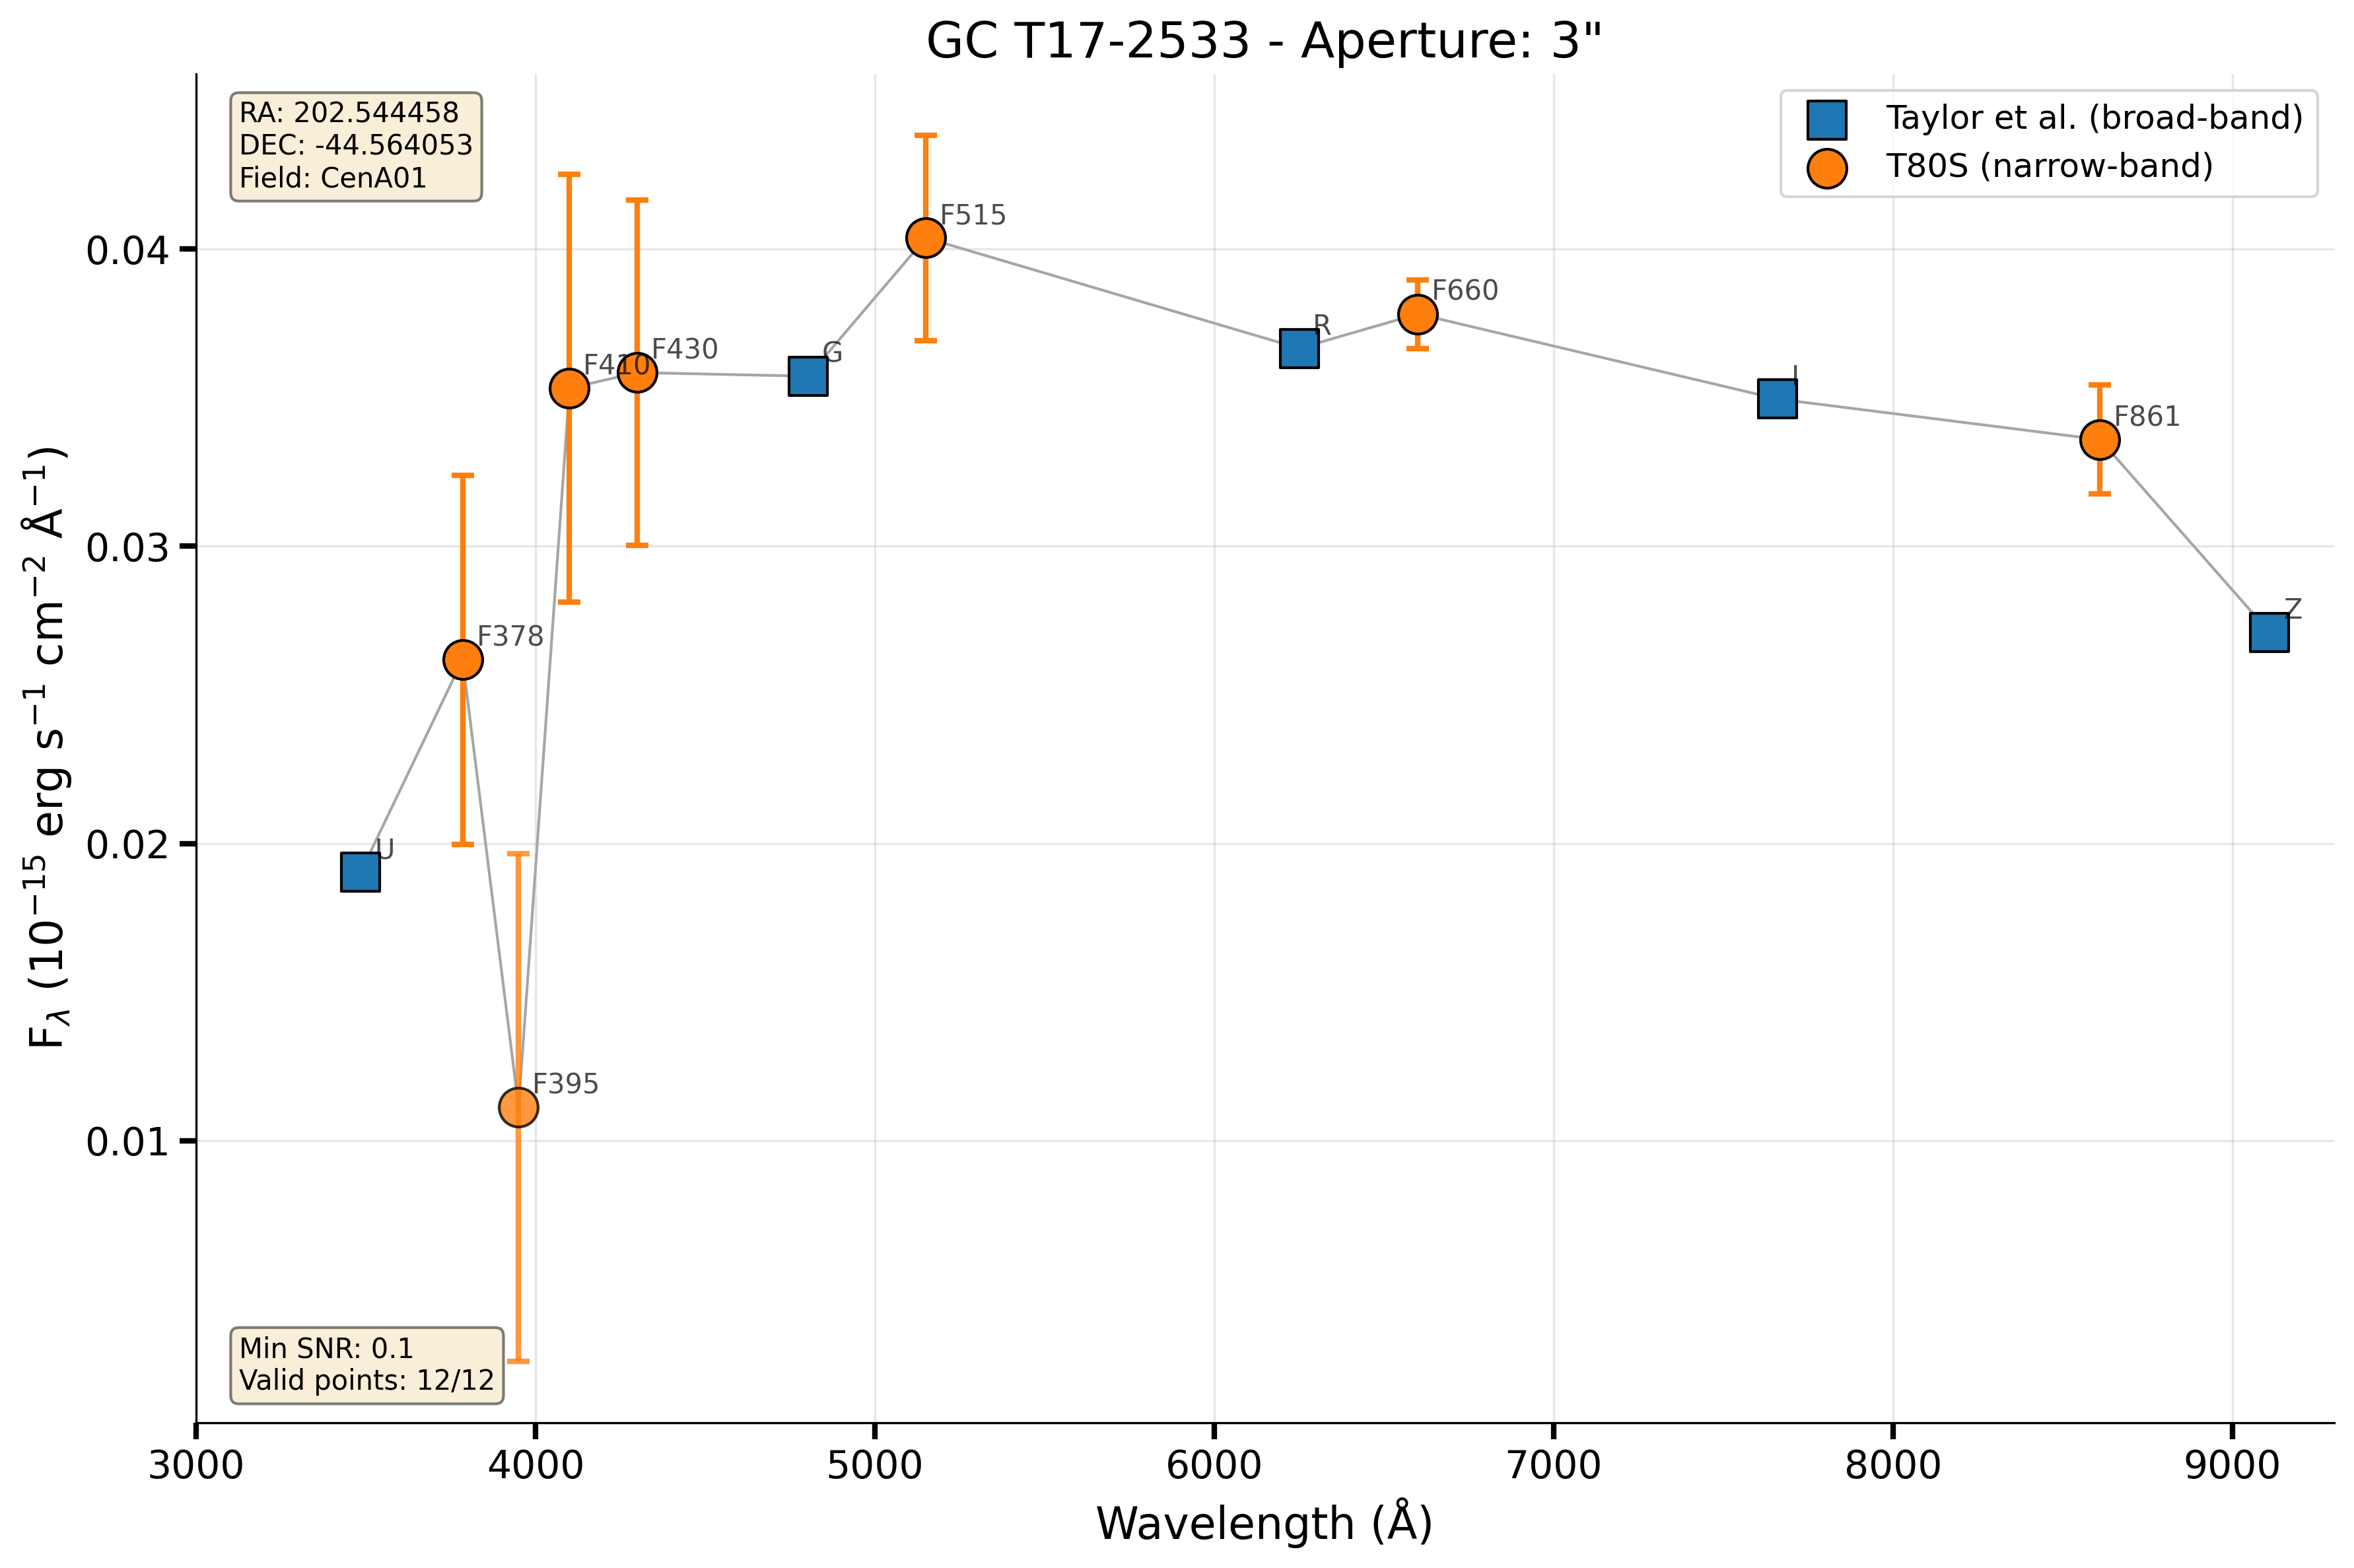 GC T17-2533 - Aperture: 3"
RA: 202.544458
DEC: -44.564053
Field: CenA01
Taylor et al. (broad-band)
T80S (narrow-band)
F515
0.04
F660
R
F430
G
F410
I
F861
0.03
F378
Z
0.02
U
F395
0.01
F_λ (10⁻¹⁵ erg s⁻¹ cm⁻² Å⁻¹)
Min SNR: 0.1
Valid points: 12/12
3000 4000 5000 6000 7000 8000 9000
Wavelength (Å)